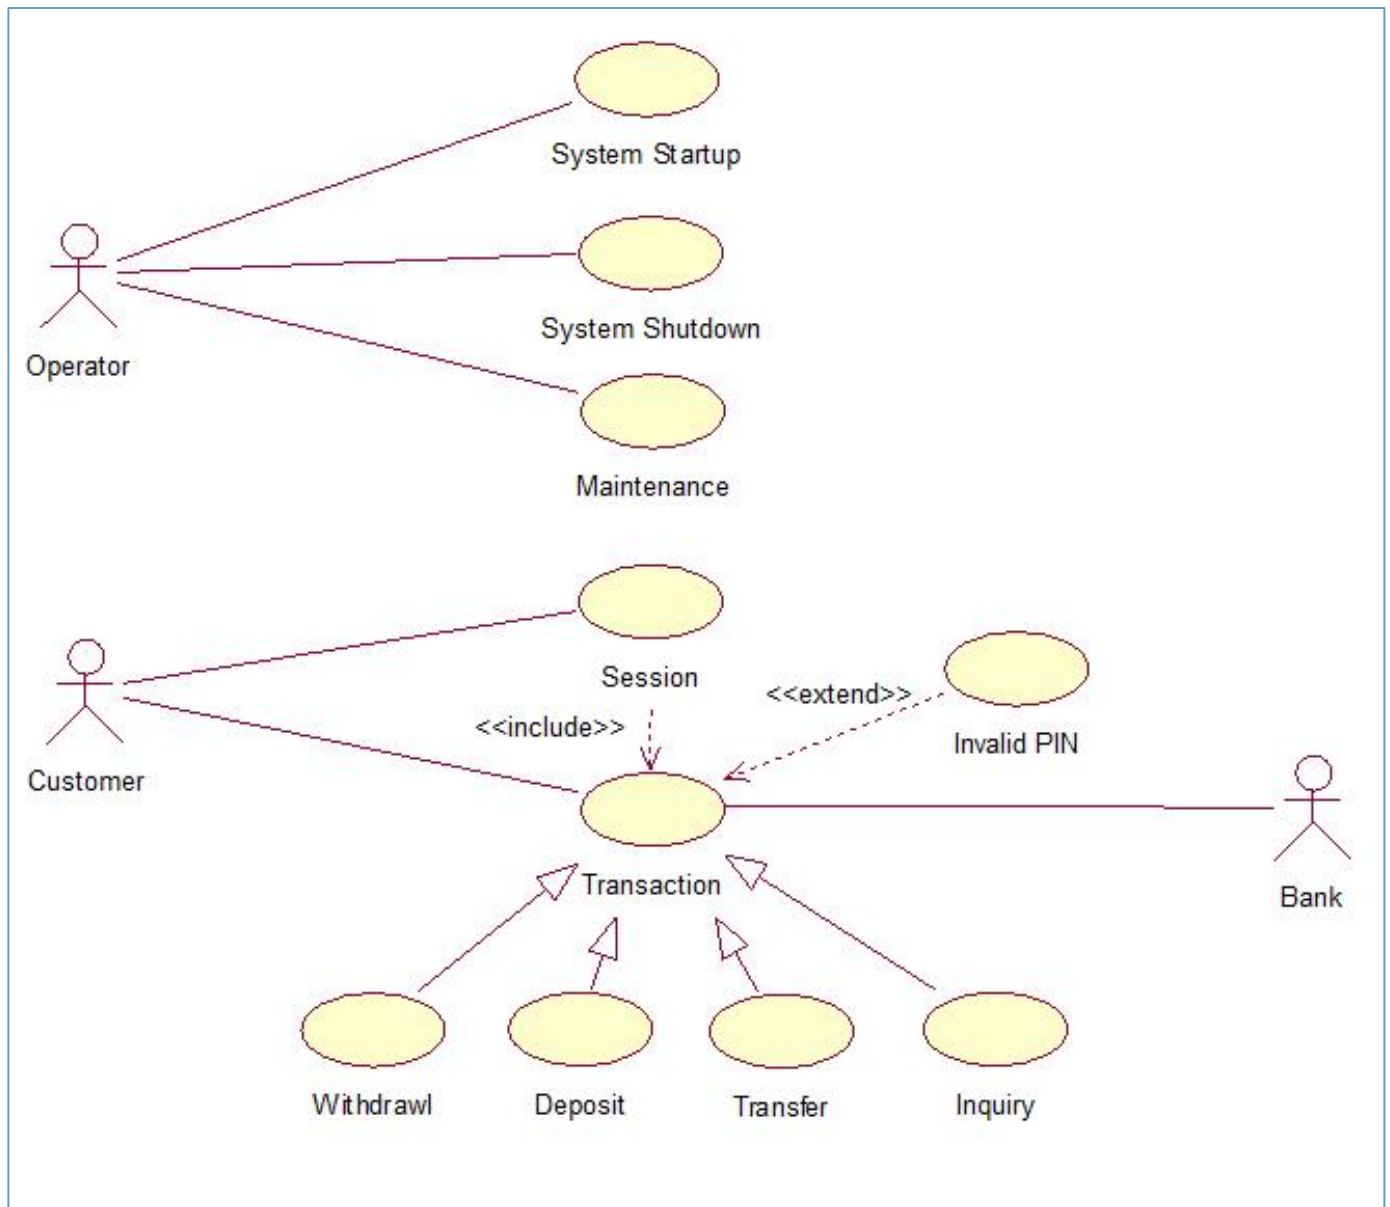 System Startup
System Shutdown
Operator
Maintenance
Session
<<extend>>
<<include>>
Invalid PIN
Customer
Transaction
Bank
Withdrawl
Deposit
Transfer
Inquiry